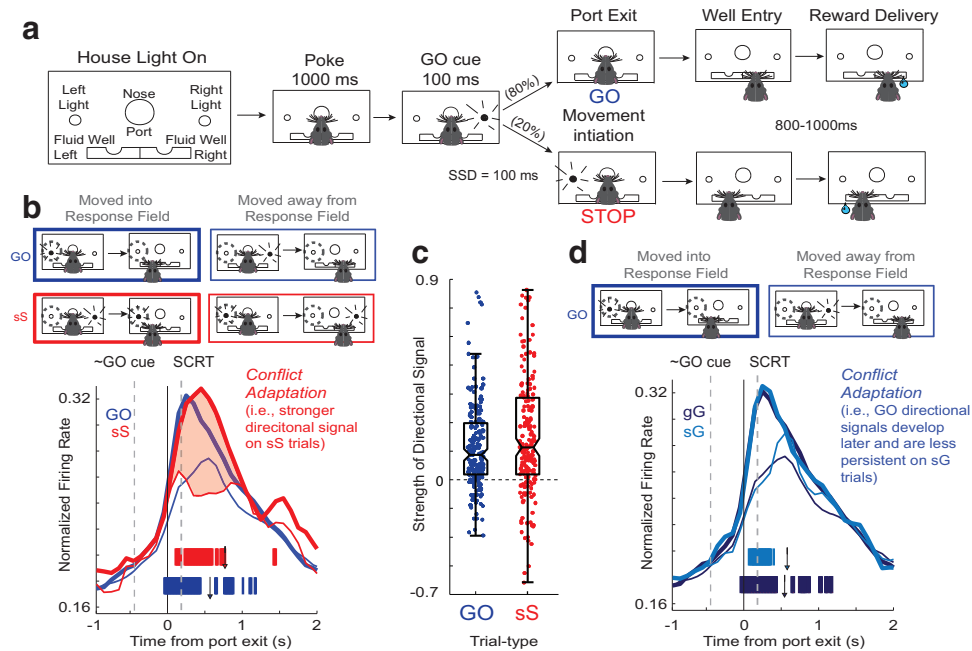 a
House Light On
Left
Light
Nose
Port
Right
Light
Fluid Well
Left
Fluid Well
Right
Poke
1000 ms
GO cue
100 ms
(80%)
(20%)
SSD = 100 ms
Port Exit
GO
Movement
intiation
STOP
Well Entry
Reward Delivery
800-1000ms
b
Moved into
Response Field
Moved away from
Response Field
GO
sS
~GO cue
SCRT
0.32
0.16
Normalized Firing Rate
GO
sS
Conflict
Adaptation
(i.e., stronger
direcitonal signal
on sS trials)
-1
0
1
2
Time from port exit (s)
c
0.9
0
-0.7
Strength of Directional Signal
GO
sS
Trial-type
d
Moved into
Response Field
Moved away from
Response Field
GO
~GO cue
SCRT
0.32
0.16
Normalized Firing Rate
gG
sG
Conflict
Adaptation
(i.e., GO directional
signals develop
later and are less
persistent on sG
trials)
-1
0
1
2
Time from port exit (s)